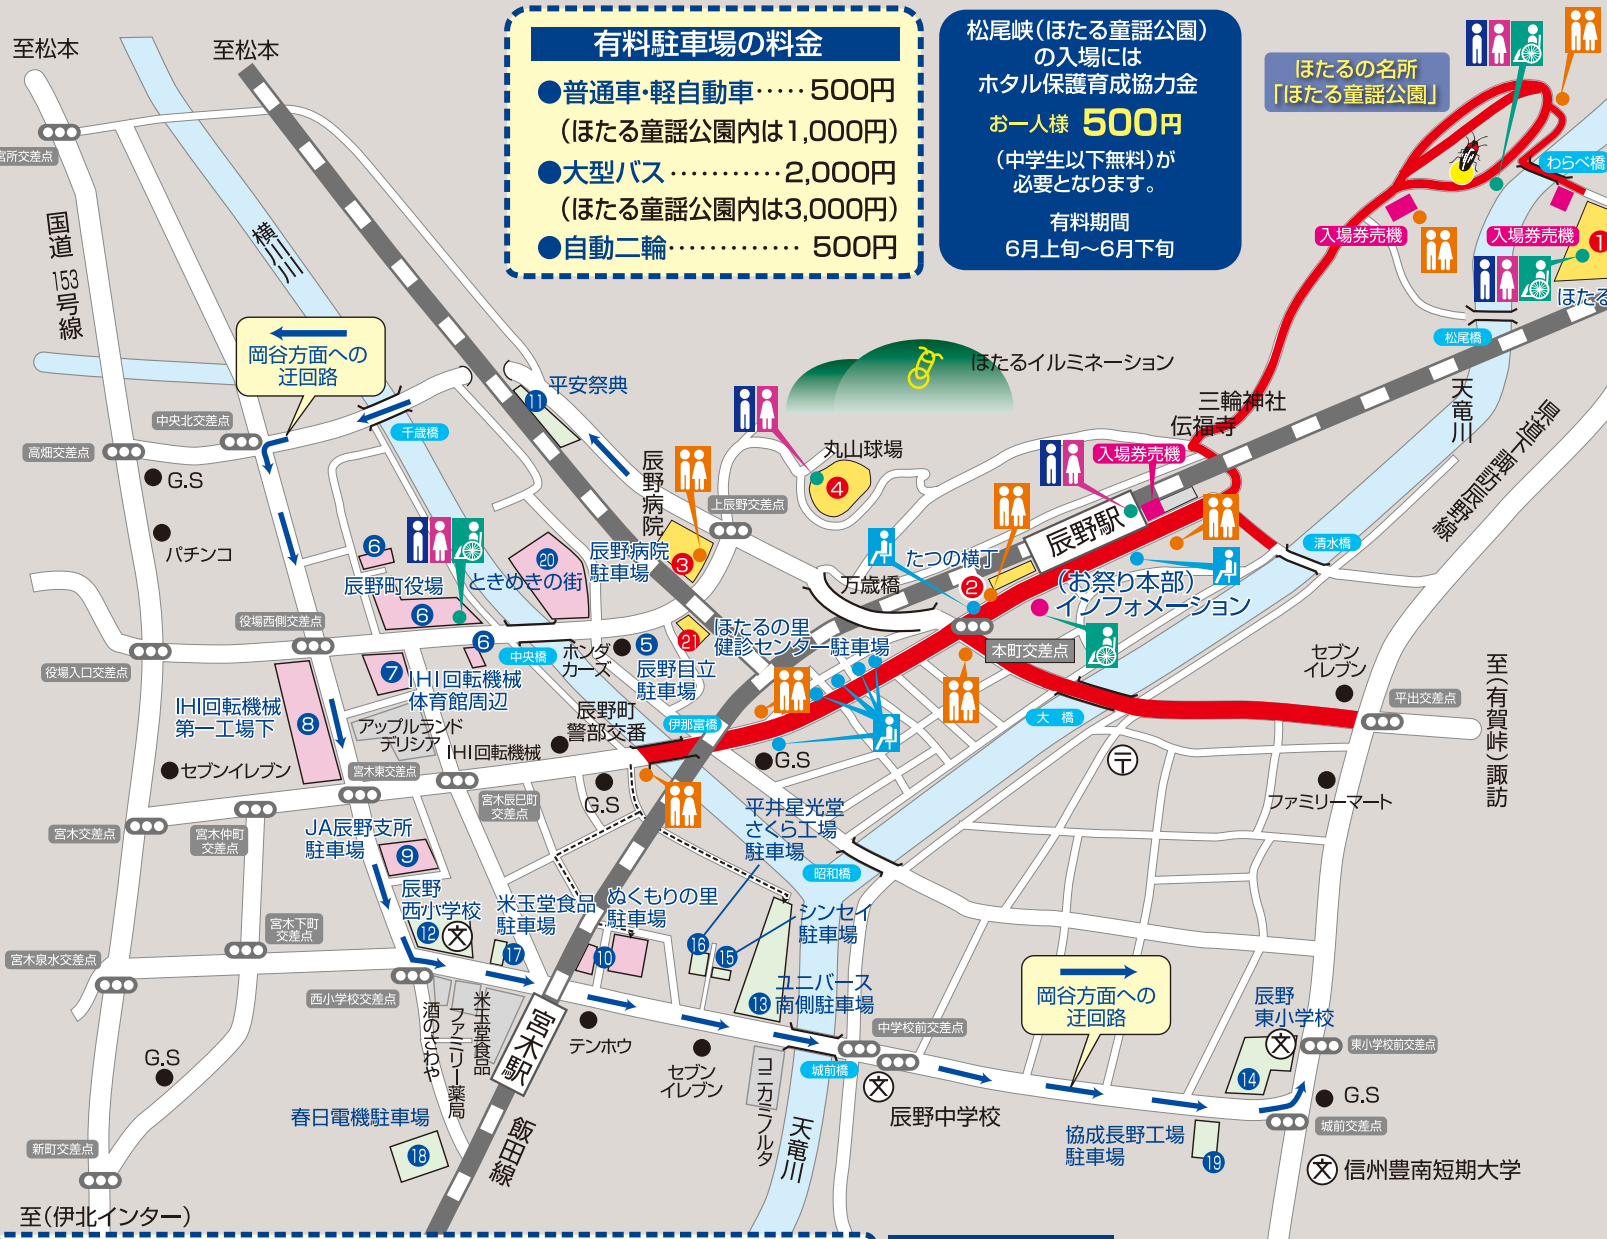 至松本
至松本
有料駐車場の料金
●普通車・軽自動車‥‥‥500円
（ほたる童謡公園内は1,000円）
●大型バス‥‥‥‥‥‥2,000円
（ほたる童謡公園内は3,000円）
●自動二輪‥‥‥‥‥‥ 500円
松尾峡（ほたる童謡公園）
の入場には
ホタル保護育成協力金
お一人様 500円
（中学生以下無料）が
必要となります。
有料期間
6月上旬〜6月下旬
ほたるの名所
「ほたる童謡公園」
わらべ橋
入場券売機
入場券売機
1
ほたる
松尾橋
宮所交差点
国道153号線
横川川
岡谷方面への
迂回路
中央北交差点
高畑交差点
千歳橋
G.S
パチンコ
11
平安祭典
ほたるイルミネーション
三輪神社
伝福寺
天竜川
県道下諏訪辰野線
丸山球場
4
入場券売機
辰野病院
上辰野交差点
3
辰野病院
駐車場
辰野駅
たつの横丁
2
清水橋
（お祭り本部）
インフォメーション
万歳橋
本町交差点
6
辰野町役場
6
20
ときめきの街
役場西側交差点
6
中央橋
ホンダ
カーズ
5
辰野目立
駐車場
21
ほたるの里
健診センター駐車場
役場入口交差点
7
IHI回転機械
体育館周辺
IHI回転機械
第一工場下
8
アップルランド
デリシア
IHI回転機械
辰野町
警部交番
伊那富橋
大 橋
セブン
イレブン
平出交差点
至（有賀峠）諏訪
セブンイレブン
宮木東交差点
G.S
G.S
ファミリーマート
宮木交差点
宮木仲町
交差点
宮木辰巳町
交差点
JA辰野支所
駐車場
9
平井星光堂
さくら工場
駐車場
昭和橋
辰野
西小学校
12
文
米玉堂食品
駐車場
17
ぬくもりの里
駐車場
10
16
15
シンセイ
駐車場
宮木下町
交差点
宮木泉水交差点
西小学校交差点
13
ユニバース
南側駐車場
岡谷方面への
迂回路
辰野
東小学校
文
14
東小学校前交差点
中学校前交差点
酒のさわや
ファミリー薬局
米玉堂食品
宮木駅
テンホウ
セブン
イレブン
コニカミノルタ
城前橋
文
辰野中学校
G.S
G.S
城前交差点
春日電機駐車場
18
飯田線
天竜川
協成長野工場
駐車場
19
文 信州豊南短期大学
新町交差点
至（伊北インター）